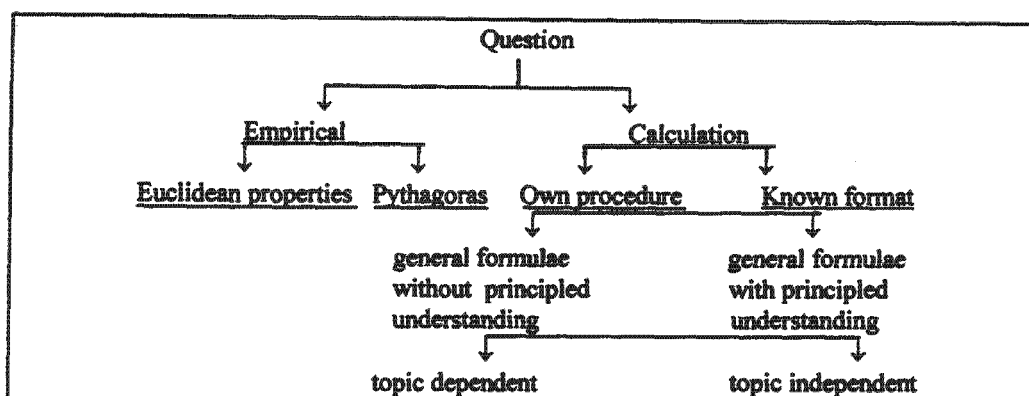 Question
Empirical Calculation
Euclidean properties Pythagoras Own procedure Known format
general formulae general formulae
without principled with principled
understanding understanding
topic dependent topic independent